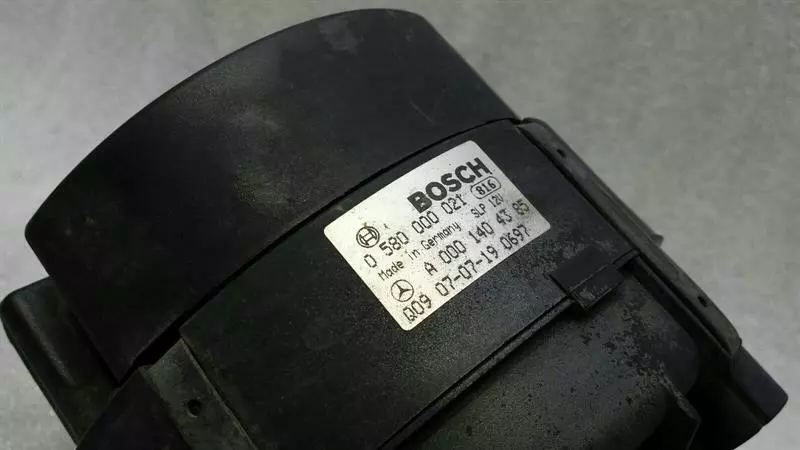 BOSCH
0 580 000 021 816
Made in Germany SLP 12V
A 000 140 43 85
Q09 07-07-19 0697